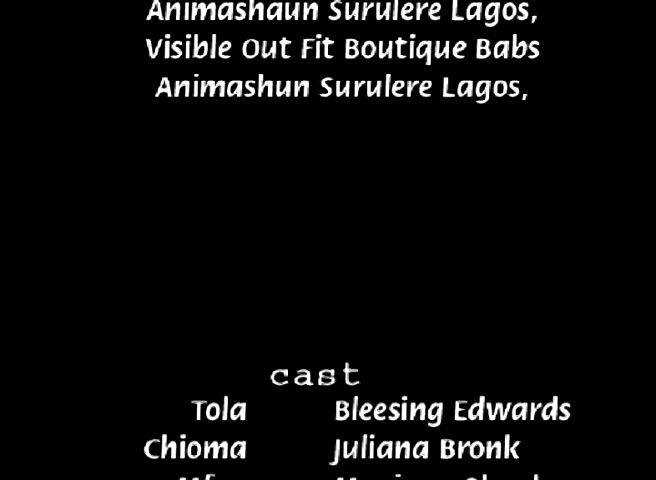 Animashaun Surulere Lagos,
Visible Out Fit Boutique Babs
Animashun Surulere Lagos,
cast
Tola Bleesing Edwards
Chioma Juliana Bronk